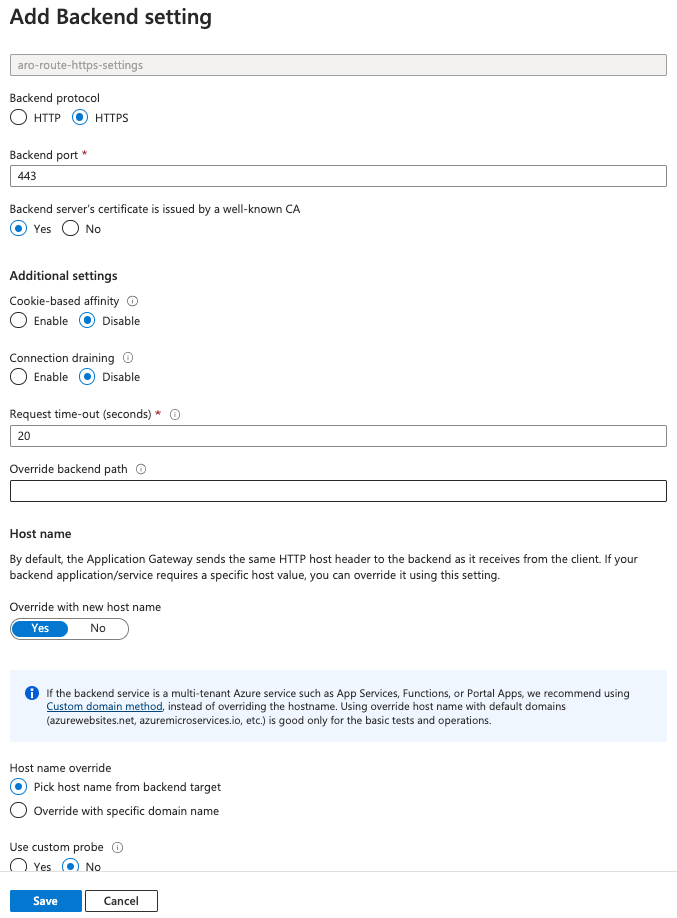 Add Backend setting
aro-route-https-settings
Backend protocol
HTTP HTTPS
Backend port *
443
Backend server's certificate is issued by a well-known CA
Yes No
Additional settings
Cookie-based affinity
Enable Disable
Connection draining
Enable Disable
Request time-out (seconds) *
20
Override backend path
Host name
By default, the Application Gateway sends the same HTTP host header to the backend as it receives from the client. If your
backend application/service requires a specific host value, you can override it using this setting.
Override with new host name
Yes No
If the backend service is a multi-tenant Azure service such as App Services, Functions, or Portal Apps, we recommend using
Custom domain method, instead of overriding the hostname. Using override host name with default domains
(azurewebsites.net, azuremicroservices.io, etc.) is good only for the basic tests and operations.
Host name override
Pick host name from backend target
Override with specific domain name
Use custom probe
Yes No
Save Cancel